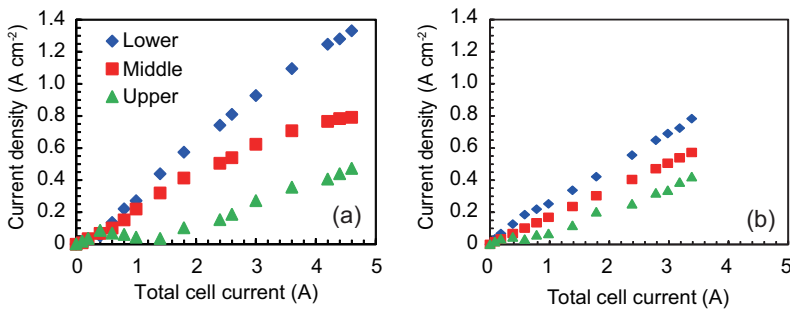 Current density (A cm-2)
1.4
1.2
1.0
0.8
0.6
0.4
0.2
0
Lower
Middle
Upper
(a)
0 1 2 3 4 5
Total cell current (A)
Current density (A cm-2)
1.4
1.2
1.0
0.8
0.6
0.4
0.2
0
(b)
0 1 2 3 4 5
Total cell current (A)